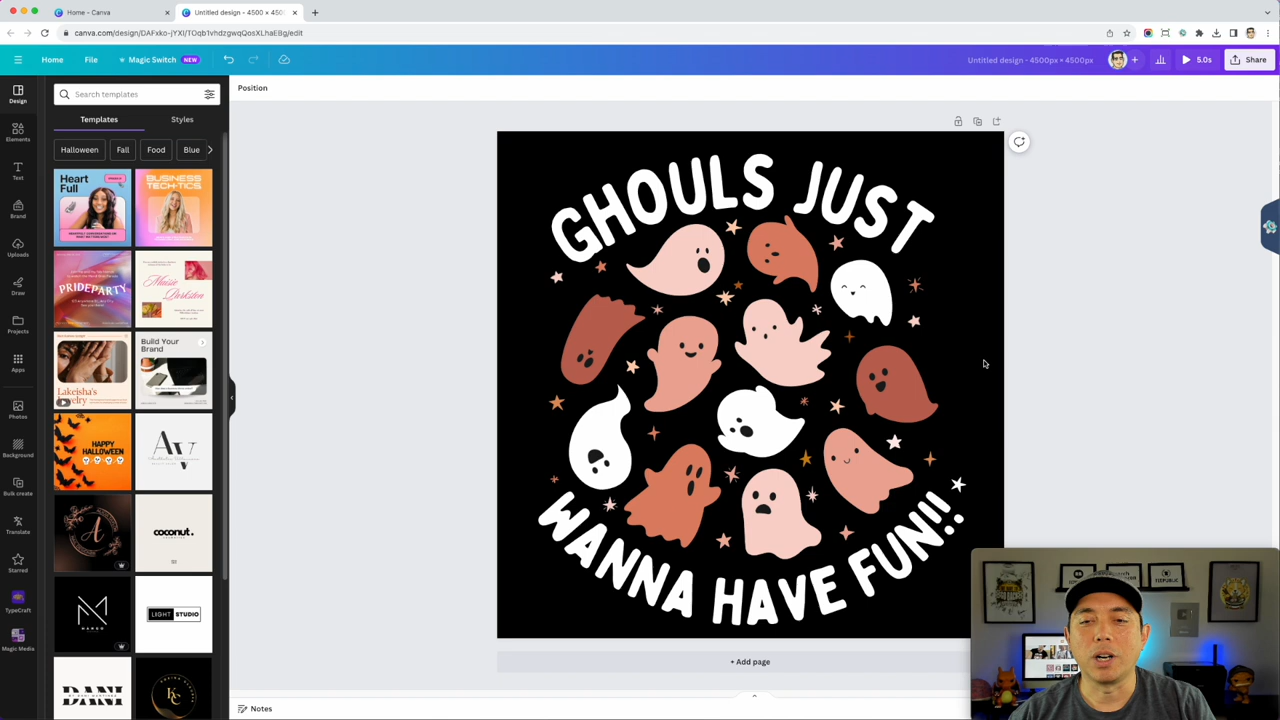 Home - Canva
Untitled design - 4500 × 450
canva.com/design/DAFxko-jYXI/TOqb1vhdzgwqQosXLhaEBg/edit
Home
File
Magic Switch
NEW
Untitled design - 4500px × 4500px
5.0s
Share
Design
Elements
Text
Brand
Uploads
Draw
Projects
Apps
Photos
Background
Bulk create
Translate
Starred
TypeCraft
Magic Media
Search templates
Templates
Styles
Halloween
Fall
Food
Blue
Heart
Full
BUSINESS
TECH-TICS
PRIDEPARTY
Build Your
Brand
HAPPY
HALLOWEEN
AV
A
coconut.
M
LIGHT STUDIO
DANI
KC
Position
GHOULS JUST
WANNA HAVE FUN!!
+ Add page
Notes